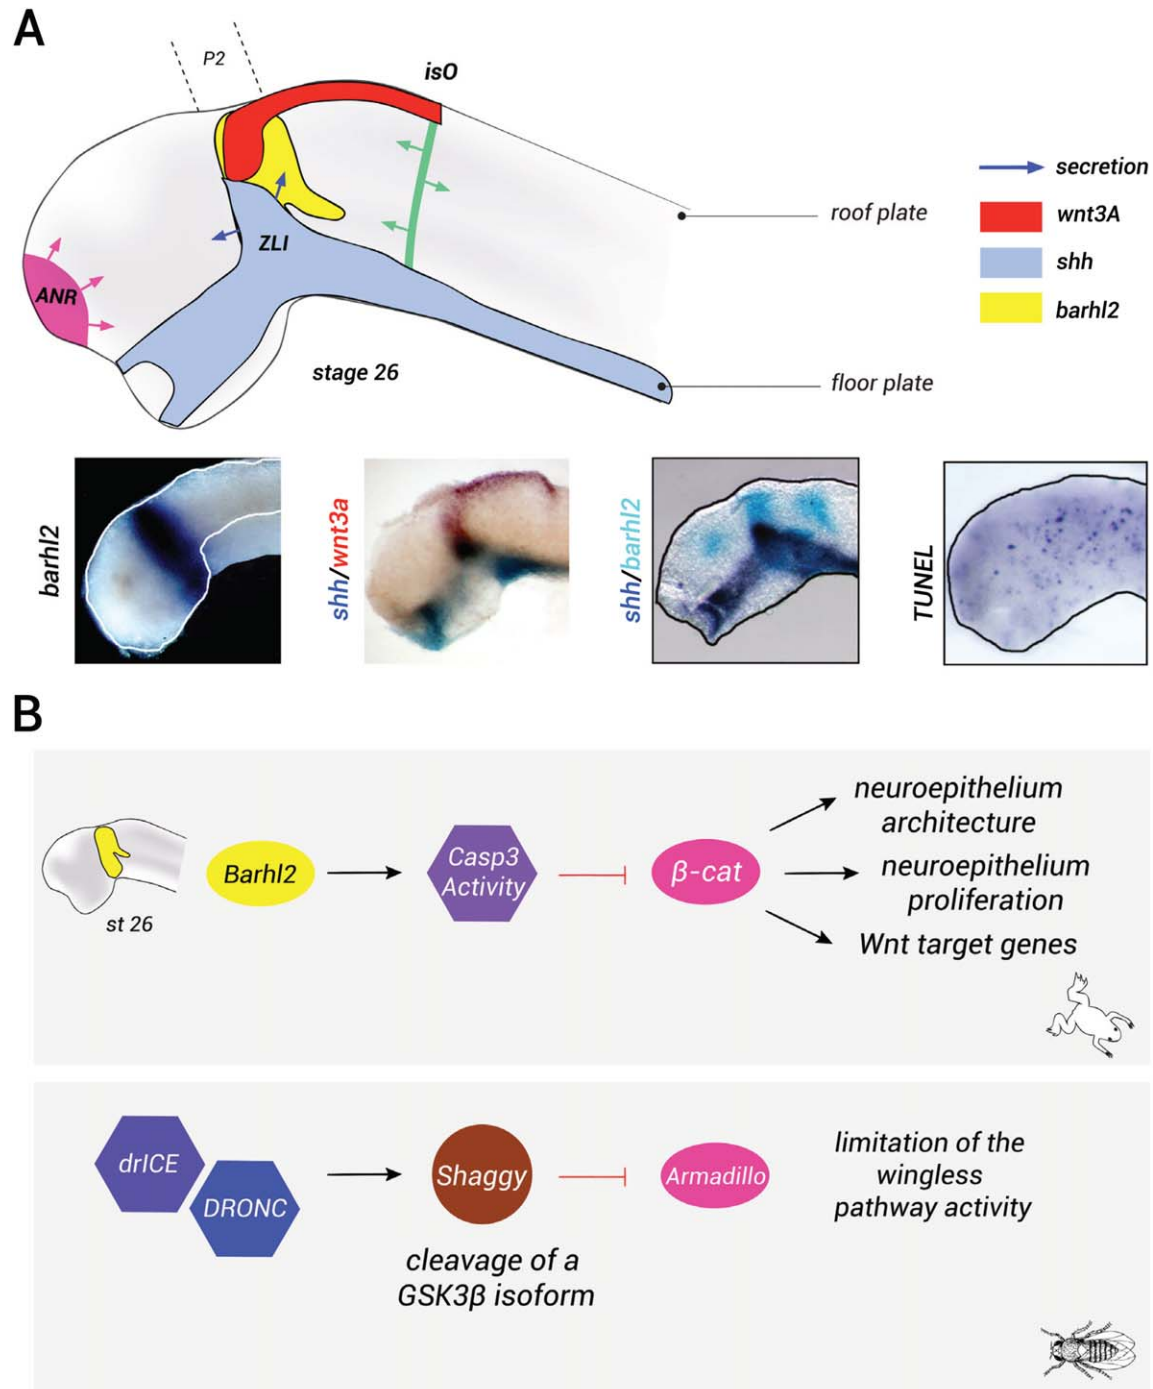 A
P2
isO
secretion
wnt3A
roof plate
shh
ZLI
ANR
barhl2
stage 26
floor plate
barhl2
shh/wnt3a
shh/barhl2
TUNEL
B
neuroepithelium
architecture
Barhl2
Casp3
Activity
β-cat
neuroepithelium
proliferation
st 26
Wnt target genes
drICE
DRONC
Shaggy
Armadillo
limitation of the
wingless
pathway activity
cleavage of a
GSK3β isoform